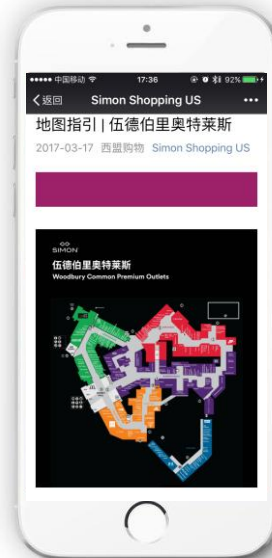 中国移动 17:36 92%
返回 Simon Shopping US
地图指引 | 伍德伯里奥特莱斯
2017-03-17 西盟购物 Simon Shopping US
SIMON
伍德伯里奥特莱斯
Woodbury Common Premium Outlets